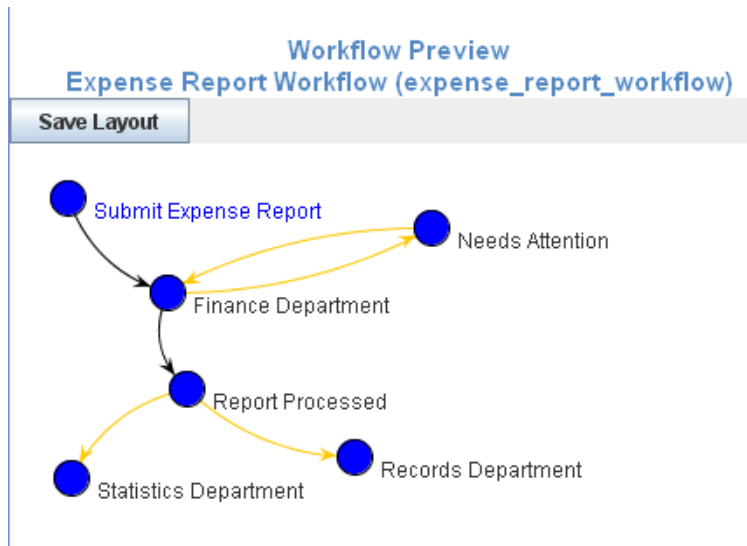 Workflow Preview
Expense Report Workflow (expense_report_workflow)
Save Layout
Submit Expense Report
Needs Attention
Finance Department
Report Processed
Records Department
Statistics Department